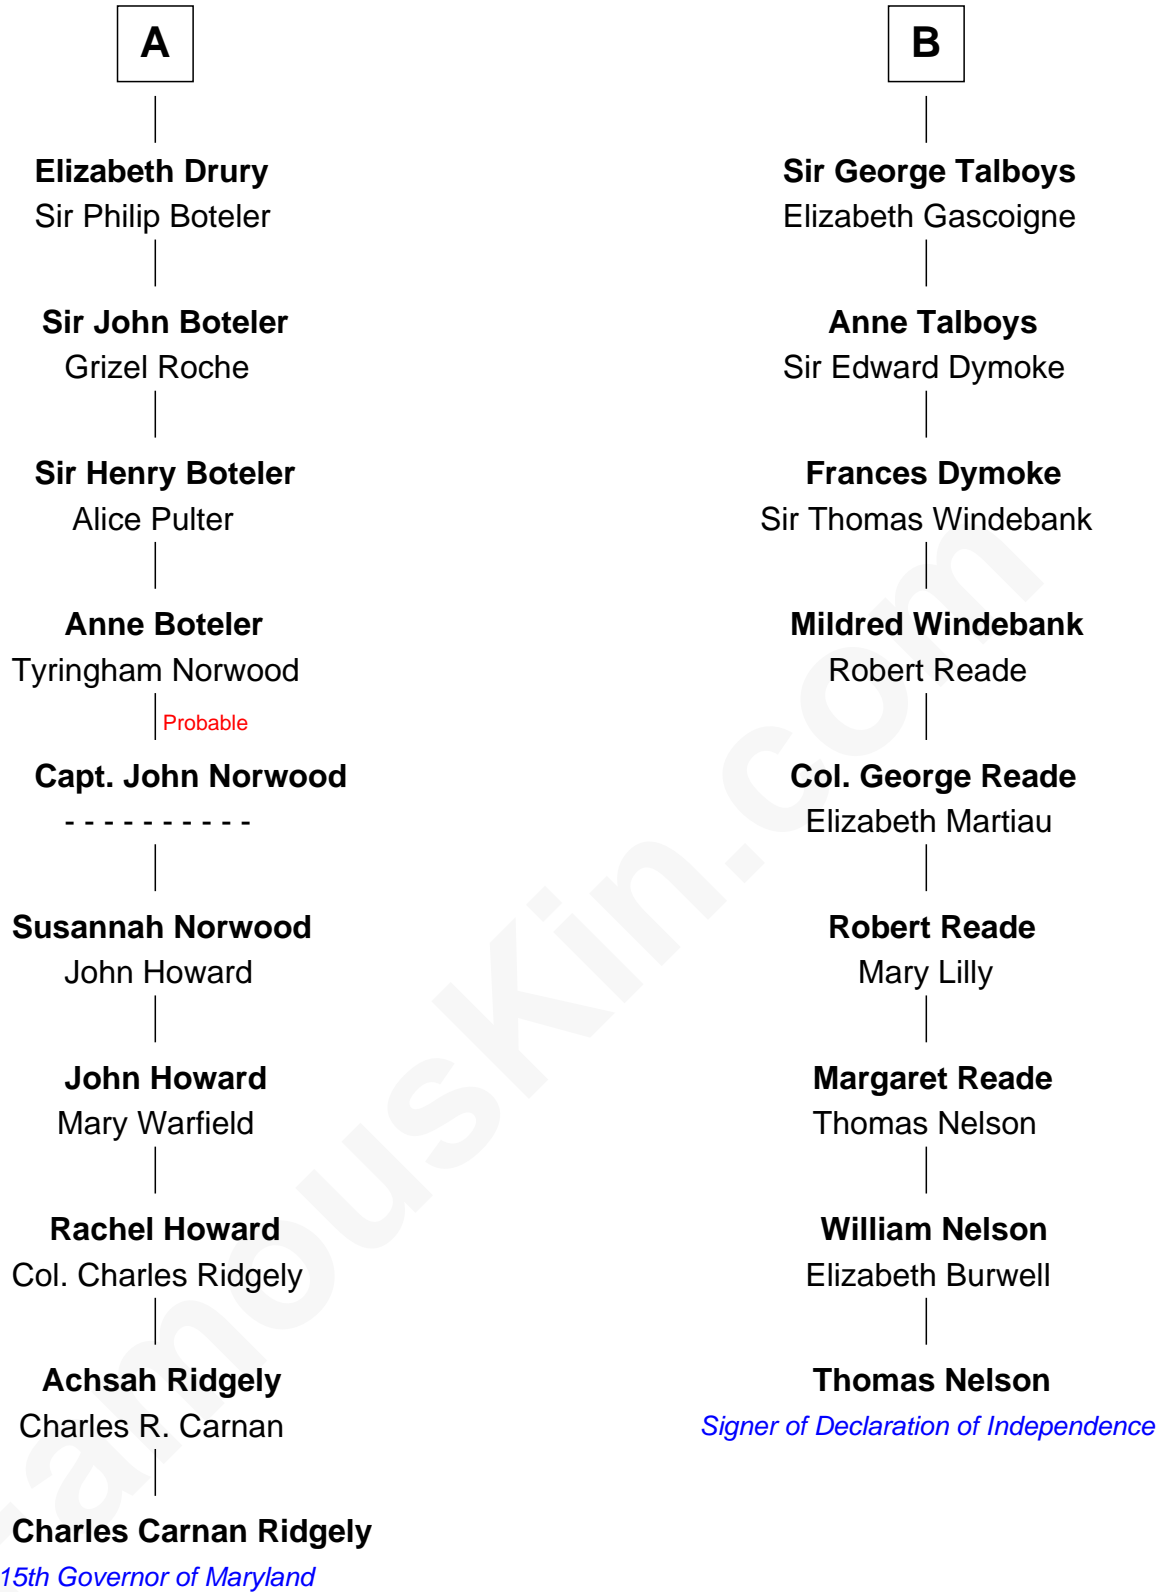 A
Elizabeth Drury
Sir Philip Boteler
Sir John Boteler
Grizel Roche
Sir Henry Boteler
Alice Pulter
Anne Boteler
Tyringham Norwood
Probable
Capt. John Norwood
- - - - - - - - - -
Susannah Norwood
John Howard
John Howard
Mary Warfield
Rachel Howard
Col. Charles Ridgely
Achsah Ridgely
Charles R. Carnan
Charles Carnan Ridgely
15th Governor of Maryland
B
Sir George Talboys
Elizabeth Gascoigne
Anne Talboys
Sir Edward Dymoke
Frances Dymoke
Sir Thomas Windebank
Mildred Windebank
Robert Reade
Col. George Reade
Elizabeth Martiau
Robert Reade
Mary Lilly
Margaret Reade
Thomas Nelson
William Nelson
Elizabeth Burwell
Thomas Nelson
Signer of Declaration of Independence
FamousKin.com